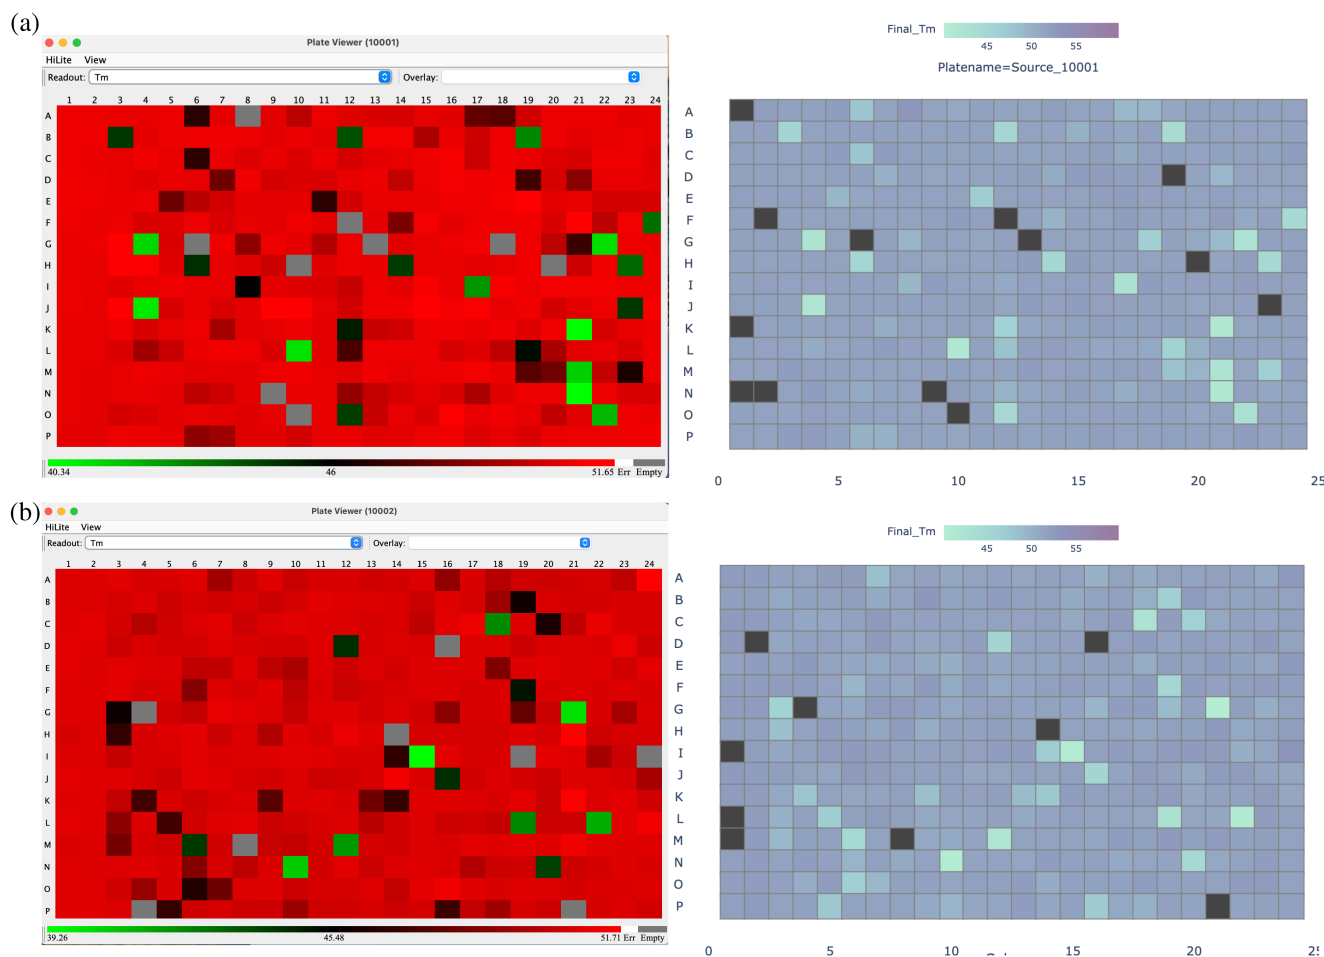 (a)
Plate Viewer (10001)
HiLite View
Readout: Tm Overlay:
1 2 3 4 5 6 7 8 9 10 11 12 13 14 15 16 17 18 19 20 21 22 23 24
A
B
C
D
E
F
G
H
I
J
K
L
M
N
O
P
40.34 46 51.65 Err Empty
Final_Tm
45 50 55
Platename=Source_10001
A
B
C
D
E
F
G
H
I
J
K
L
M
N
O
P
0 5 10 15 20 25
(b)
Plate Viewer (10002)
HiLite View
Readout: Tm Overlay:
1 2 3 4 5 6 7 8 9 10 11 12 13 14 15 16 17 18 19 20 21 22 23 24
A
B
C
D
E
F
G
H
I
J
K
L
M
N
O
P
39.26 45.48 51.71 Err Empty
Final_Tm
45 50 55
A
B
C
D
E
F
G
H
I
J
K
L
M
N
O
P
0 5 10 15 20